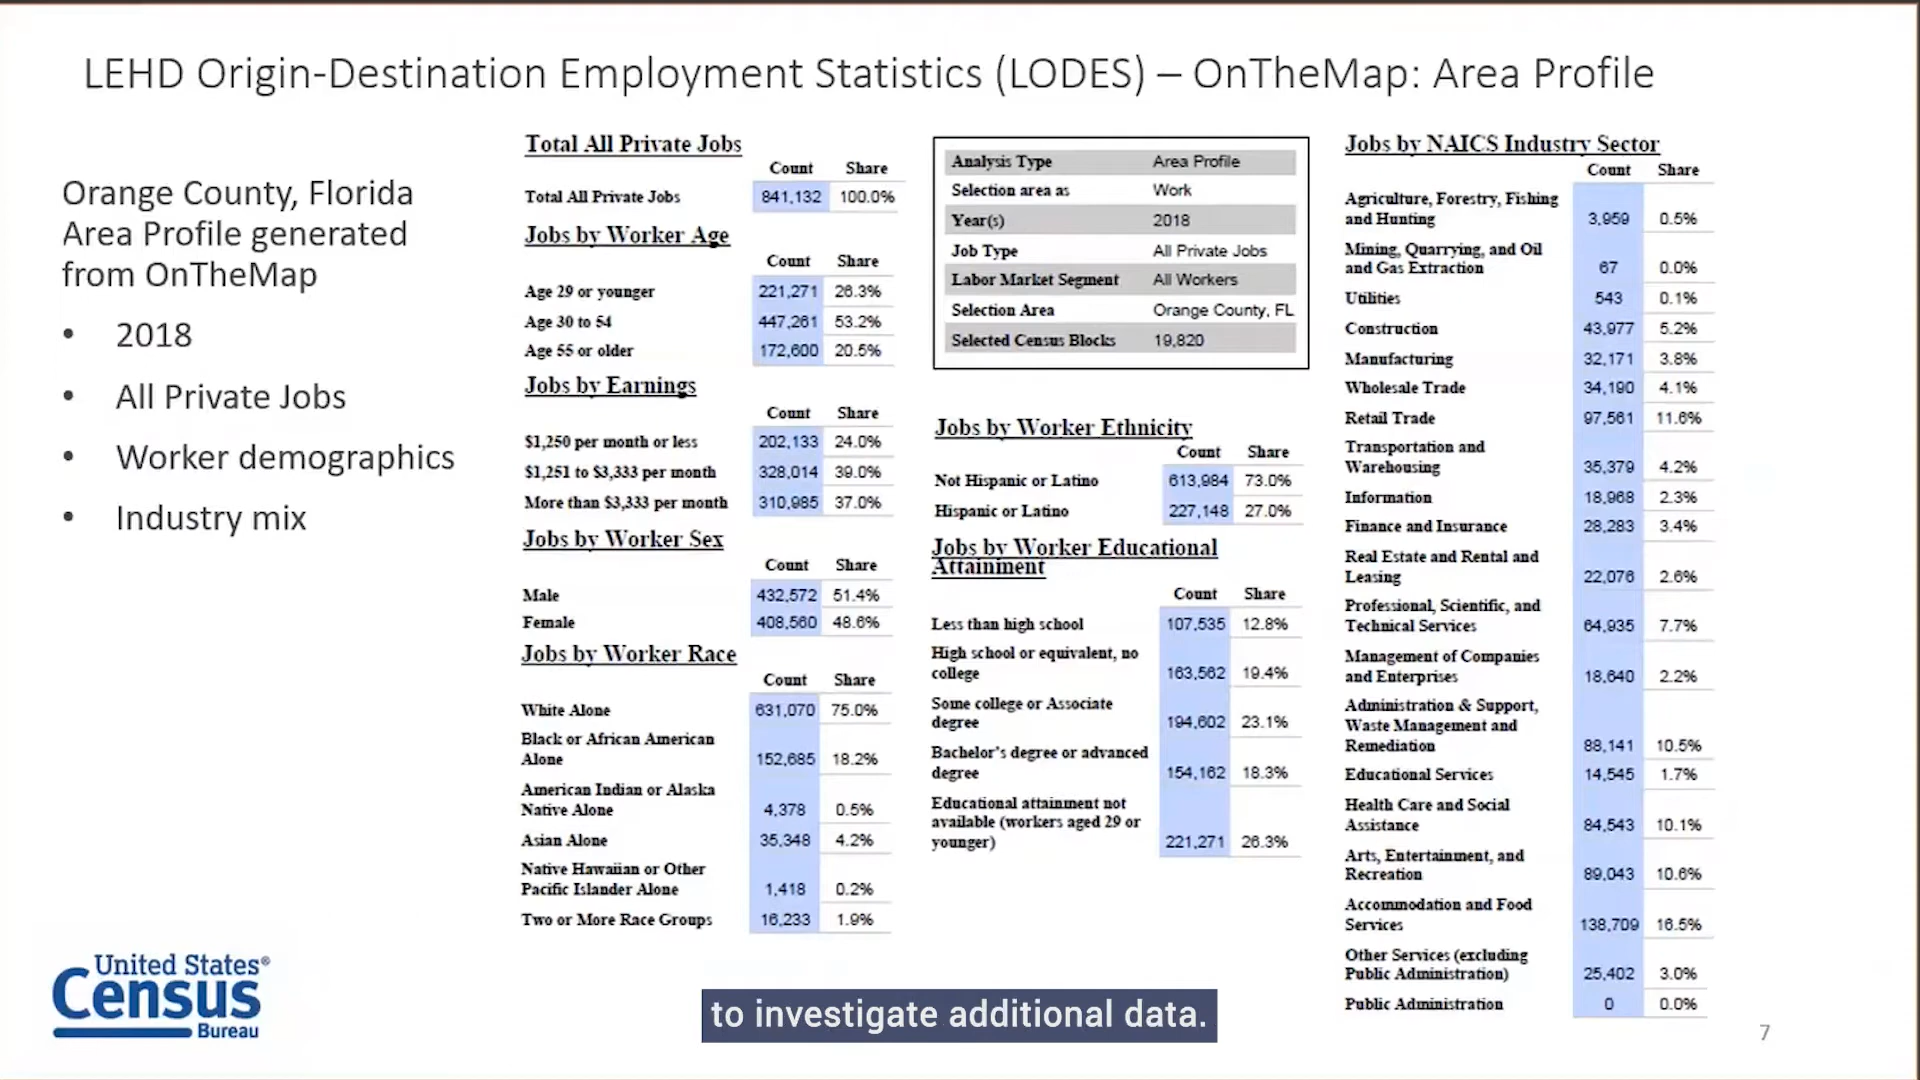 LEHD Origin-Destination Employment Statistics (LODES) – OnTheMap: Area Profile
Orange County, Florida
Area Profile generated
from OnTheMap
• 2018
• All Private Jobs
• Worker demographics
• Industry mix
Total All Private Jobs
Count Share
Total All Private Jobs 841,132 100.0%
Jobs by Worker Age
Count Share
Age 29 or younger 221,271 26.3%
Age 30 to 54 447,261 53.2%
Age 55 or older 172,600 20.5%
Jobs by Earnings
Count Share
$1,250 per month or less 202,133 24.0%
$1,251 to $3,333 per month 328,014 39.0%
More than $3,333 per month 310,985 37.0%
Jobs by Worker Sex
Count Share
Male 432,572 51.4%
Female 408,560 48.6%
Jobs by Worker Race
Count Share
White Alone 631,070 75.0%
Black or African American
Alone 152,685 18.2%
American Indian or Alaska
Native Alone 4,378 0.5%
Asian Alone 35,348 4.2%
Native Hawaiian or Other
Pacific Islander Alone 1,418 0.2%
Two or More Race Groups 16,233 1.9%
Analysis Type Area Profile
Selection area as Work
Year(s) 2018
Job Type All Private Jobs
Labor Market Segment All Workers
Selection Area Orange County, FL
Selected Census Blocks 19,820
Jobs by Worker Ethnicity
Count Share
Not Hispanic or Latino 613,984 73.0%
Hispanic or Latino 227,148 27.0%
Jobs by Worker Educational
Attainment
Count Share
Less than high school 107,535 12.8%
High school or equivalent, no
college 163,562 19.4%
Some college or Associate
degree 194,602 23.1%
Bachelor's degree or advanced
degree 154,162 18.3%
Educational attainment not
available (workers aged 29 or
younger) 221,271 26.3%
Jobs by NAICS Industry Sector
Count Share
Agriculture, Forestry, Fishing
and Hunting 3,959 0.5%
Mining, Quarrying, and Oil
and Gas Extraction 67 0.0%
Utilities 543 0.1%
Construction 43,977 5.2%
Manufacturing 32,171 3.8%
Wholesale Trade 34,190 4.1%
Retail Trade 97,561 11.6%
Transportation and
Warehousing 35,379 4.2%
Information 18,968 2.3%
Finance and Insurance 28,283 3.4%
Real Estate and Rental and
Leasing 22,076 2.6%
Professional, Scientific, and
Technical Services 64,935 7.7%
Management of Companies
and Enterprises 18,640 2.2%
Administration & Support,
Waste Management and
Remediation 88,141 10.5%
Educational Services 14,545 1.7%
Health Care and Social
Assistance 84,543 10.1%
Arts, Entertainment, and
Recreation 89,043 10.6%
Accommodation and Food
Services 138,709 16.5%
Other Services (excluding
Public Administration) 25,402 3.0%
Public Administration 0 0.0%
United States®
Census
Bureau
to investigate additional data.
7